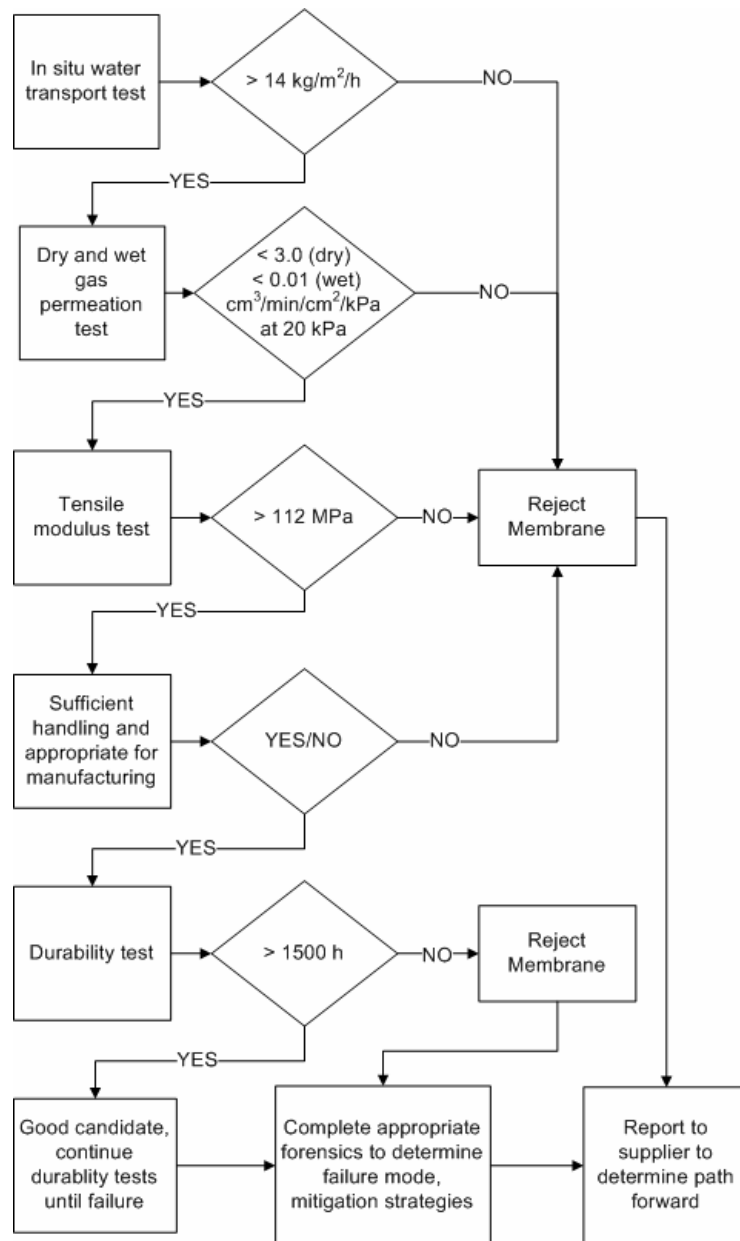 In situ water
transport test
> 14 kg/m²/h
NO
YES
Dry and wet
gas
permeation
test
< 3.0 (dry)
< 0.01 (wet)
cm³/min/cm²/kPa
at 20 kPa
NO
YES
Tensile
modulus test
> 112 MPa
NO
Reject
Membrane
YES
Sufficient
handling and
appropriate for
manufacturing
YES/NO
NO
YES
Durability test
> 1500 h
NO
Reject
Membrane
YES
Good candidate,
continue
durablity tests
until failure
Complete appropriate
forensics to determine
failure mode,
mitigation strategies
Report to
supplier to
determine path
forward